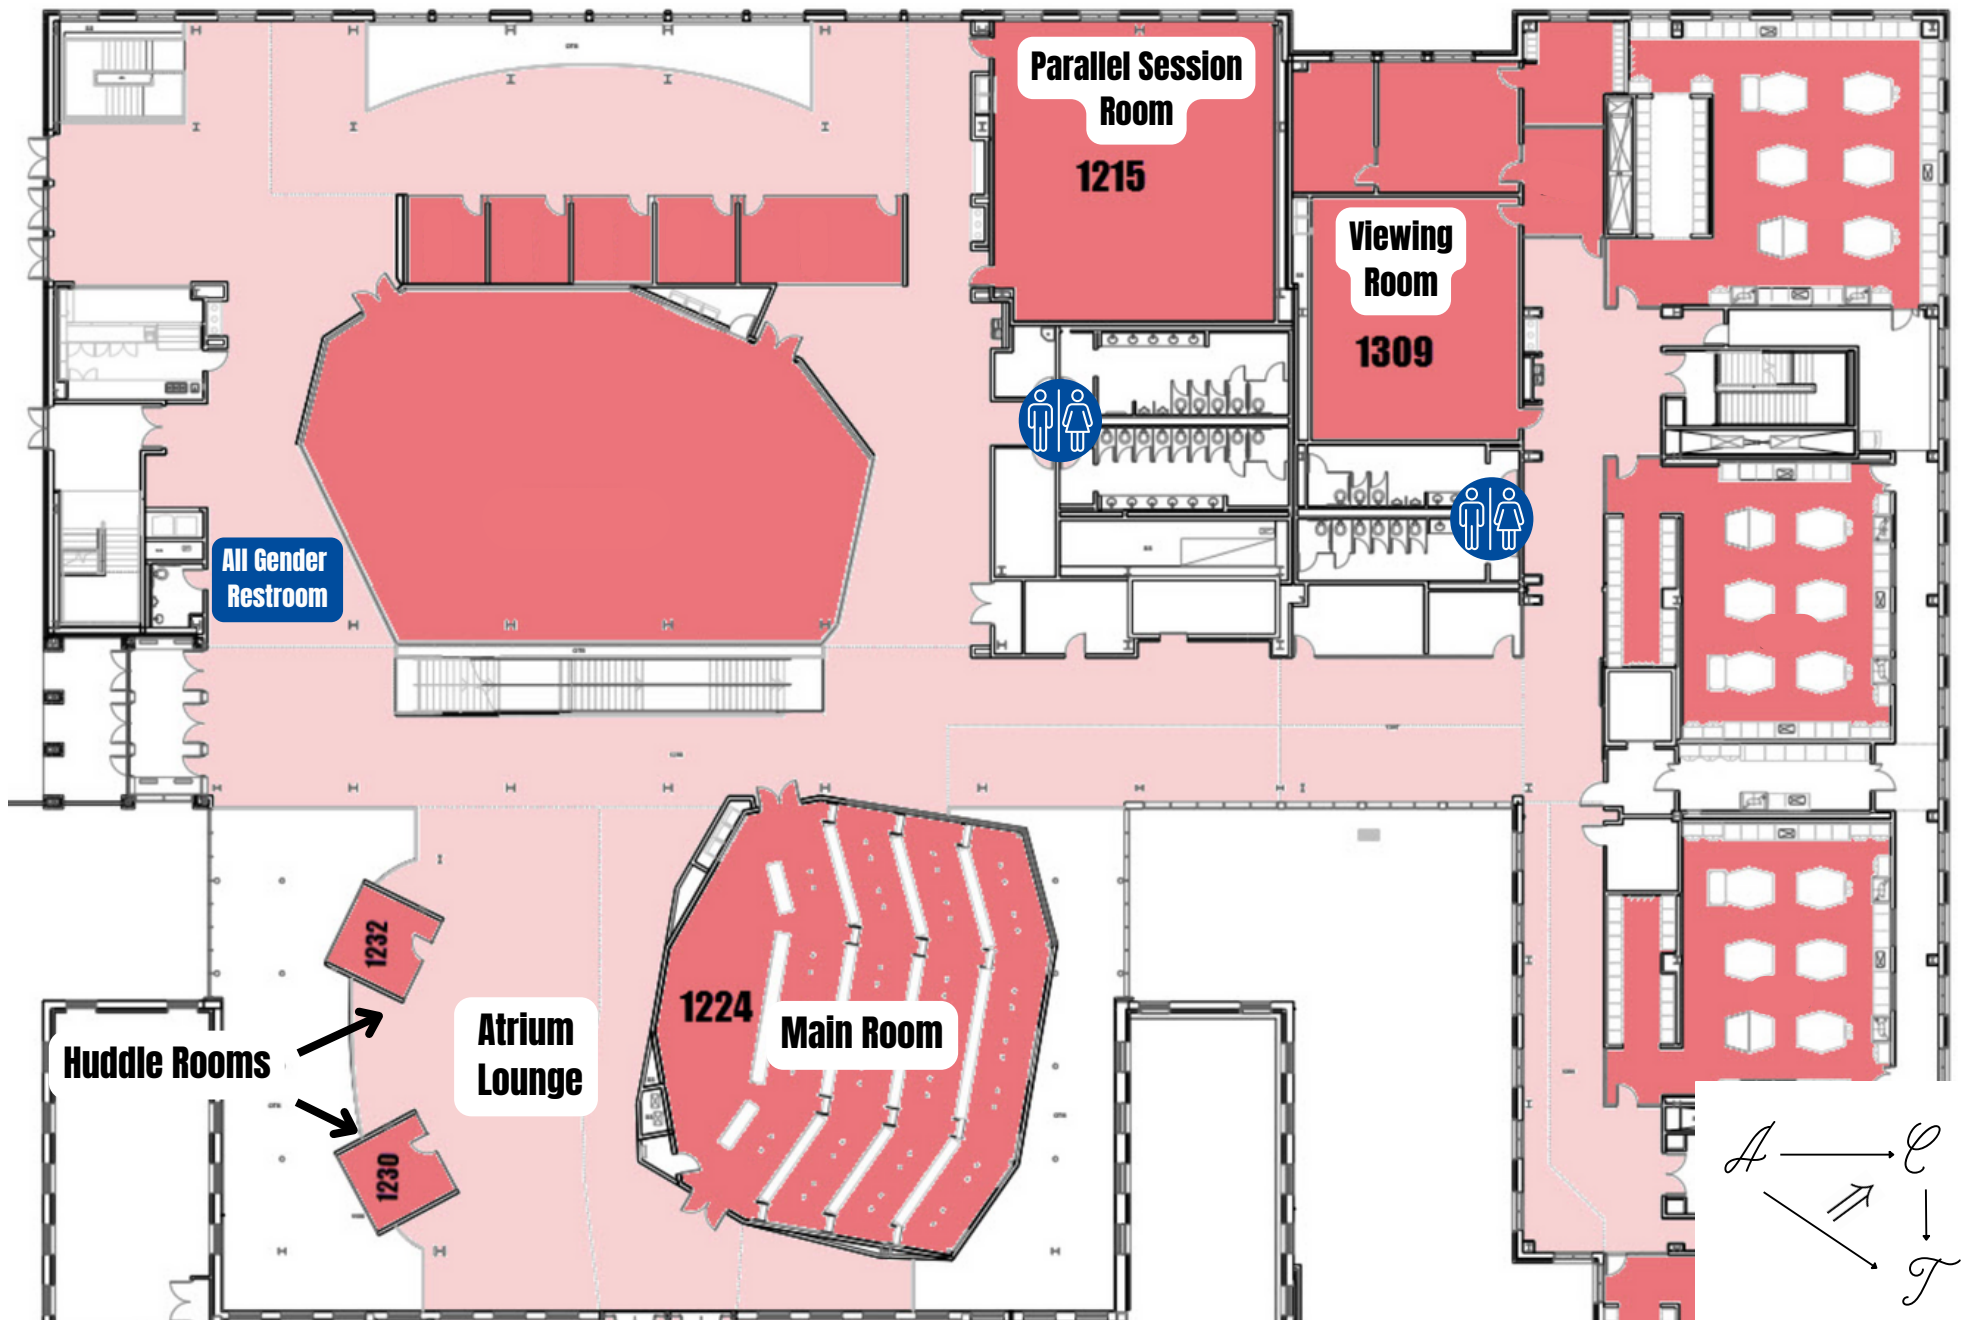 Parallel Session
Room
1215
Viewing
Room
1309
All Gender
Restroom
1232
Huddle Rooms
Atrium
Lounge
1224
Main Room
1230
A
C
T